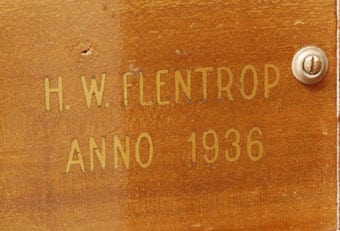 H. W. FLENTROP
ANNO 1936